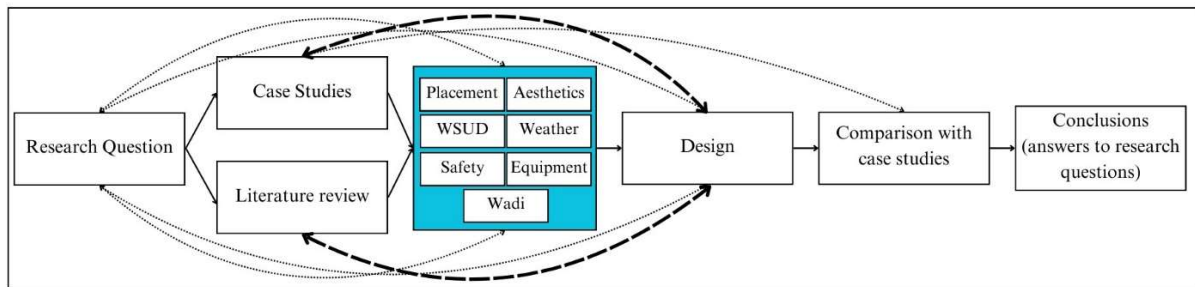 Research Question
Case Studies
Literature review
Placement
Aesthetics
WSUD
Weather
Safety
Equipment
Wadi
Design
Comparison with
case studies
Conclusions
(answers to research
questions)